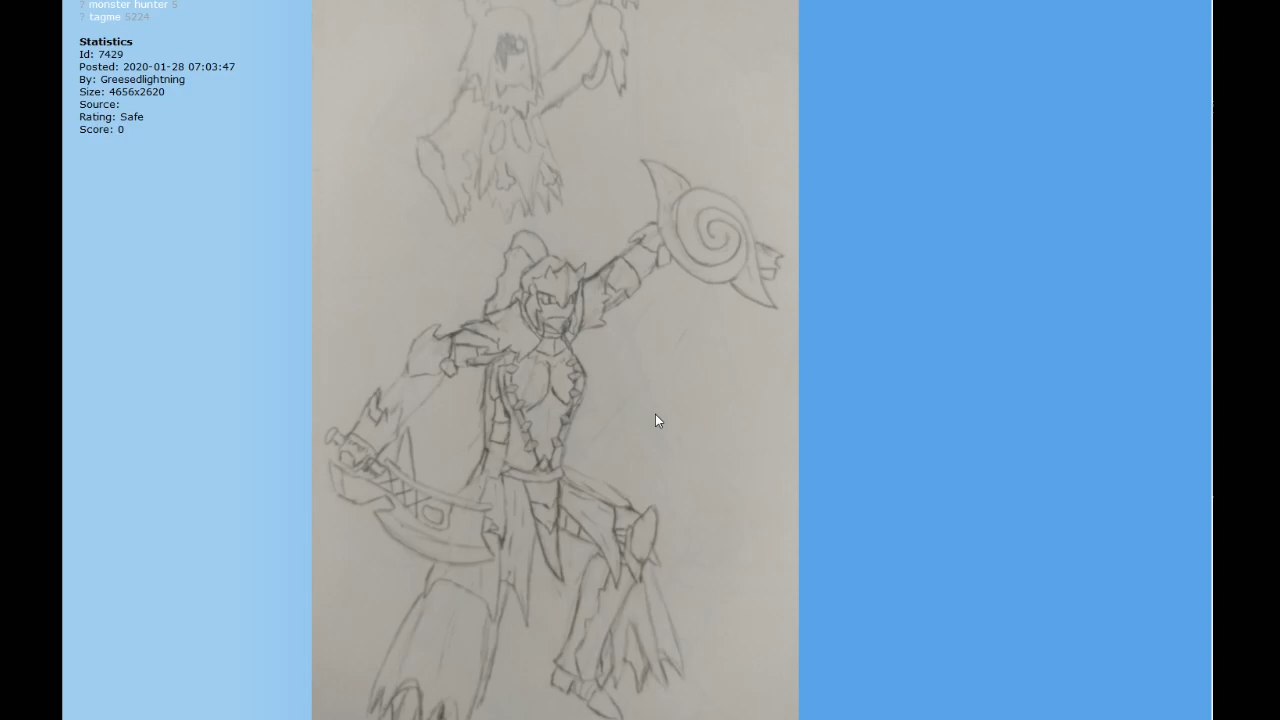 ? monster hunter 5
? tagme 5224
Statistics
Id: 7429
Posted: 2020-01-28 07:03:47
By: Greesedlightning
Size: 4656x2620
Source:
Rating: Safe
Score: 0